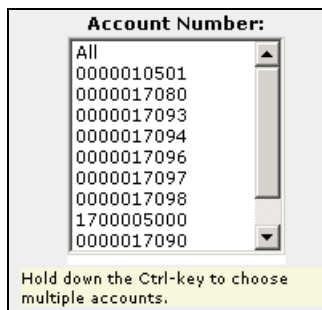 Account Number:
All
0000010501
0000017080
0000017093
0000017094
0000017096
0000017097
0000017098
1700005000
0000017090
Hold down the Ctrl-key to choose
multiple accounts.